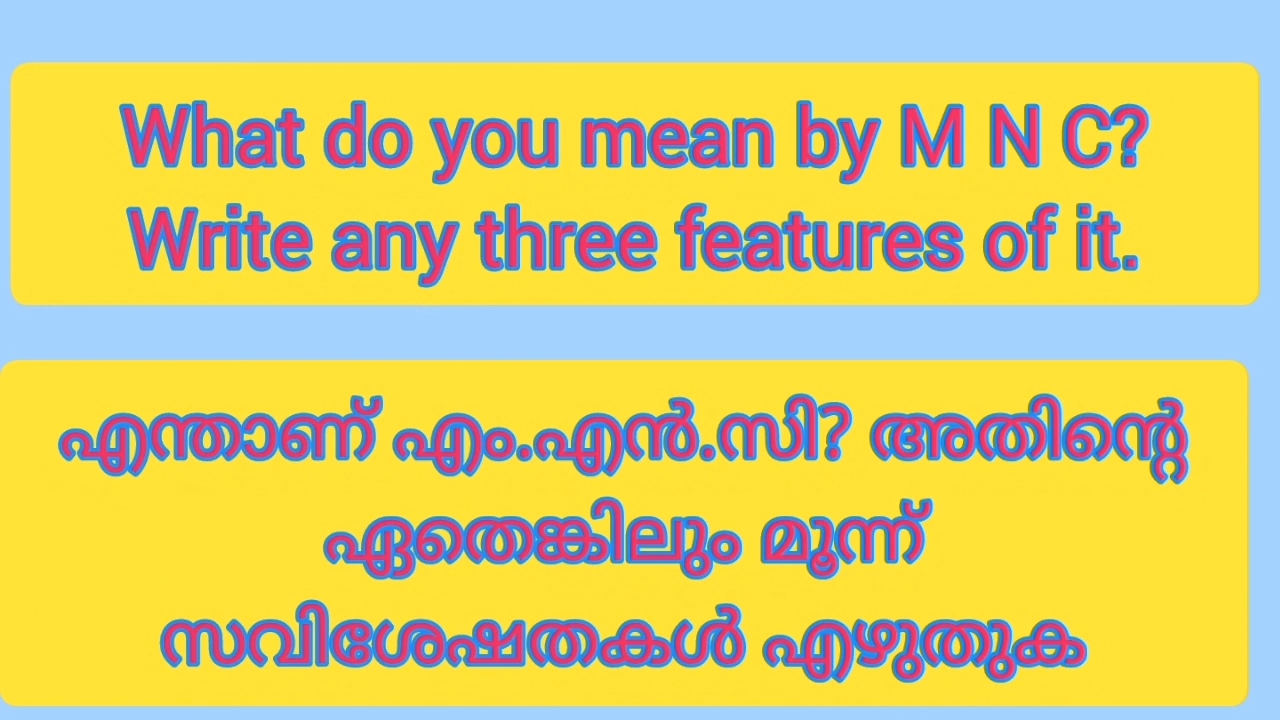 What do you mean by M N C?
Write any three features of it.
എന്താണ് എം.എൻ.സി? അതിന്റെ
ഏതെങ്കിലും മൂന്ന്
സവിശേഷതകൾ എഴുതുക